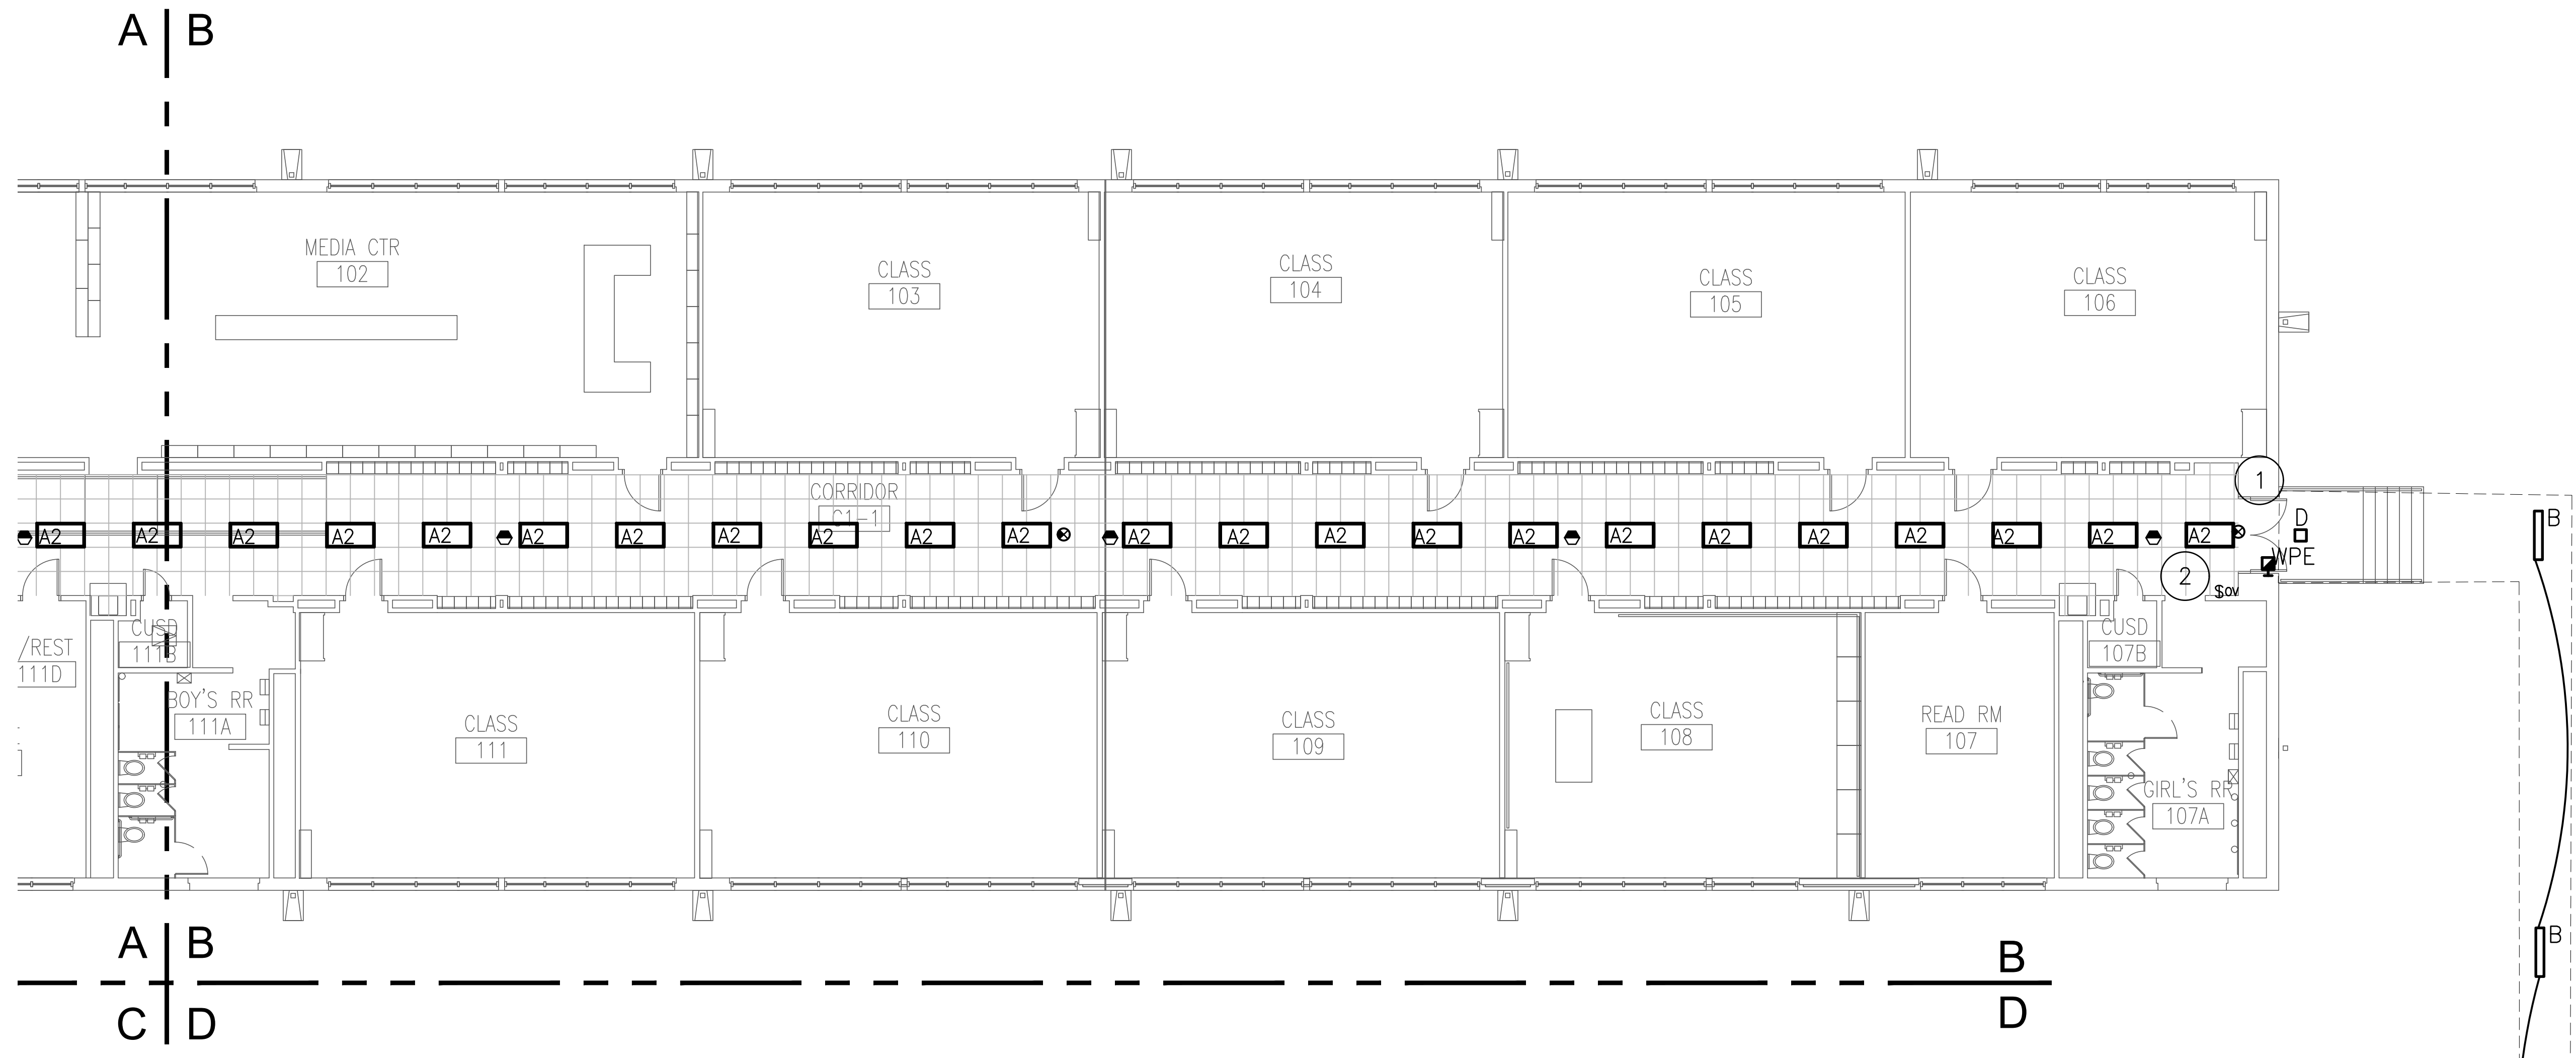 A B
MEDIA CTR
102
CLASS
103
CLASS
104
CLASS
105
CLASS
106
CORRIDOR
C1-1
1
A2 A2 A2 A2 A2 A2 A2 A2 A2 A2 A2 A2 A2 A2 A2 A2 A2 A2 A2 A2 A2 A2 A2
D
B
WPE
2
$ov
/REST
111D
CUSD
111B
BOY'S RR
111A
CLASS
111
CLASS
110
CLASS
109
CLASS
108
READ RM
107
CUSD
107B
GIRL'S RR
107A
A B
B
B
C D
D